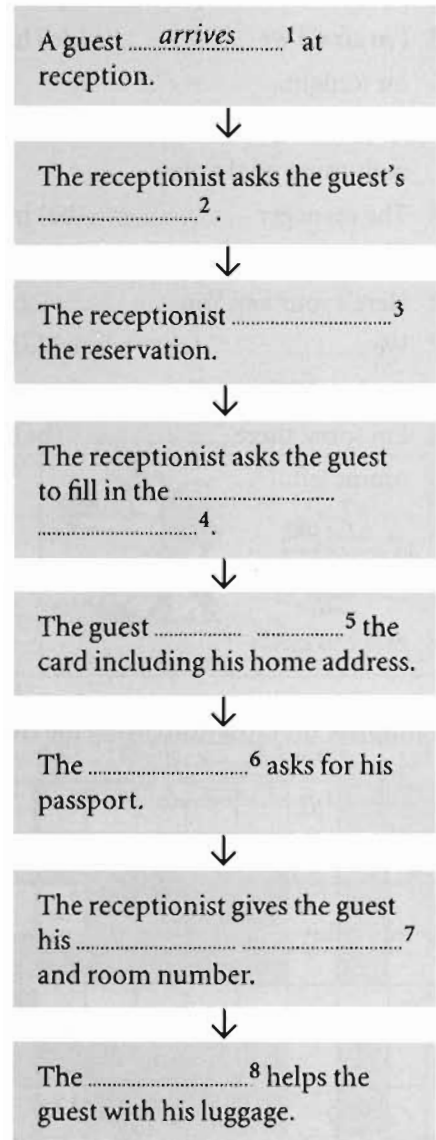 A guest ......arrives......1 at
reception.
The receptionist asks the guest's
..............................2.
The receptionist ..............................3
the reservation.
The receptionist asks the guest
to fill in the ..............................
..............................4.
The guest ............... ...............5 the
card including his home address.
The ..............................6 asks for his
passport.
The receptionist gives the guest
his ........................ ........................7
and room number.
The .........................8 helps the
guest with his luggage.